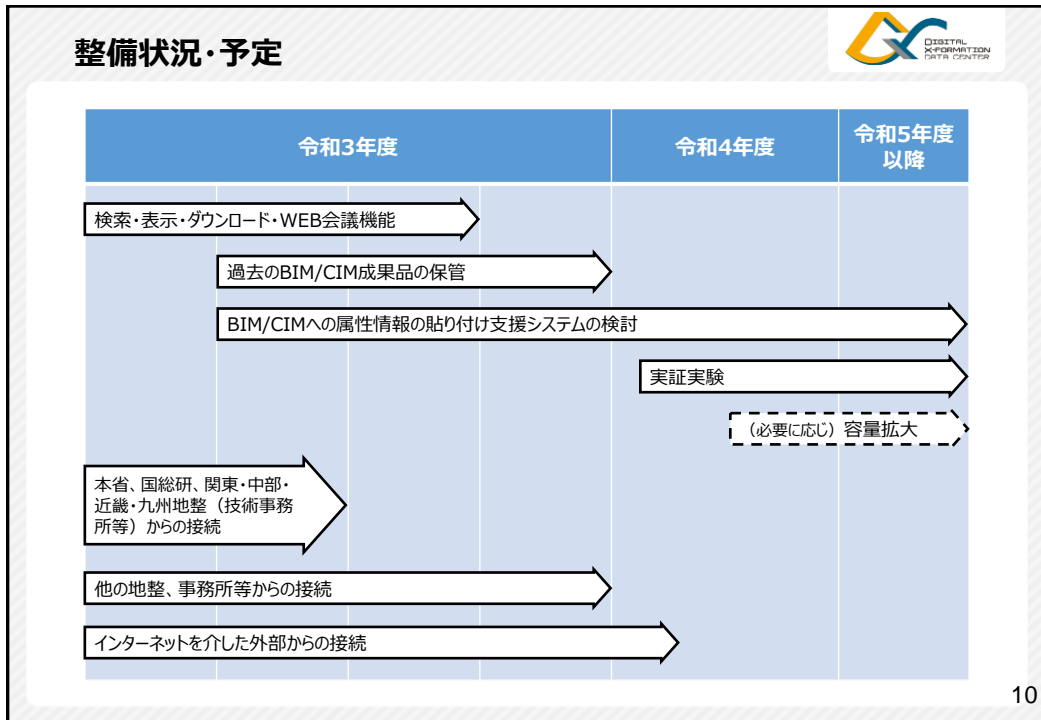 整備状況・予定
DIGITAL
X-FORMATION
DATA CENTER
令和3年度
令和4年度
令和5年度
以降
検索・表示・ダウンロード・WEB会議機能
過去のBIM/CIM成果品の保管
BIM/CIMへの属性情報の貼り付け支援システムの検討
実証実験
（必要に応じ）容量拡大
本省、国総研、関東・中部・
近畿・九州地整（技術事務
所等）からの接続
他の地整、事務所等からの接続
インターネットを介した外部からの接続
10